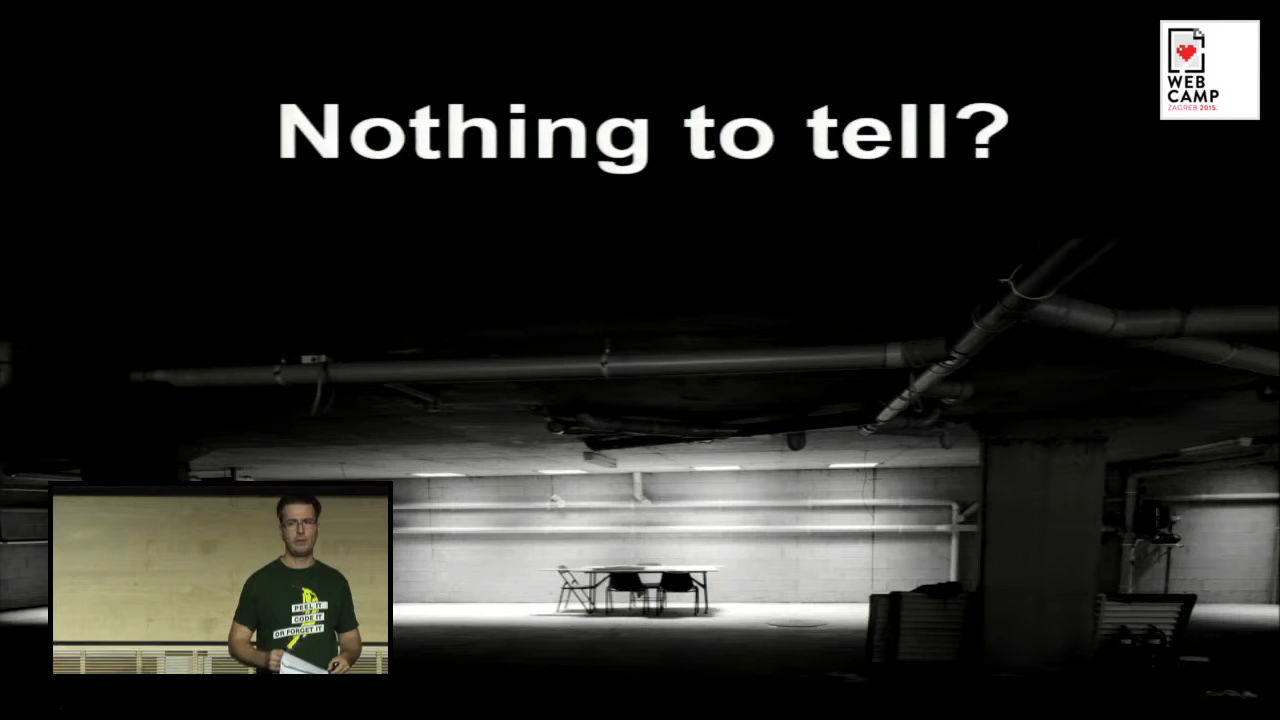 Nothing to tell?
WEB
CAMP
ZAGREB 2015.
PEEL IT
CODE IT
OR FORGET IT